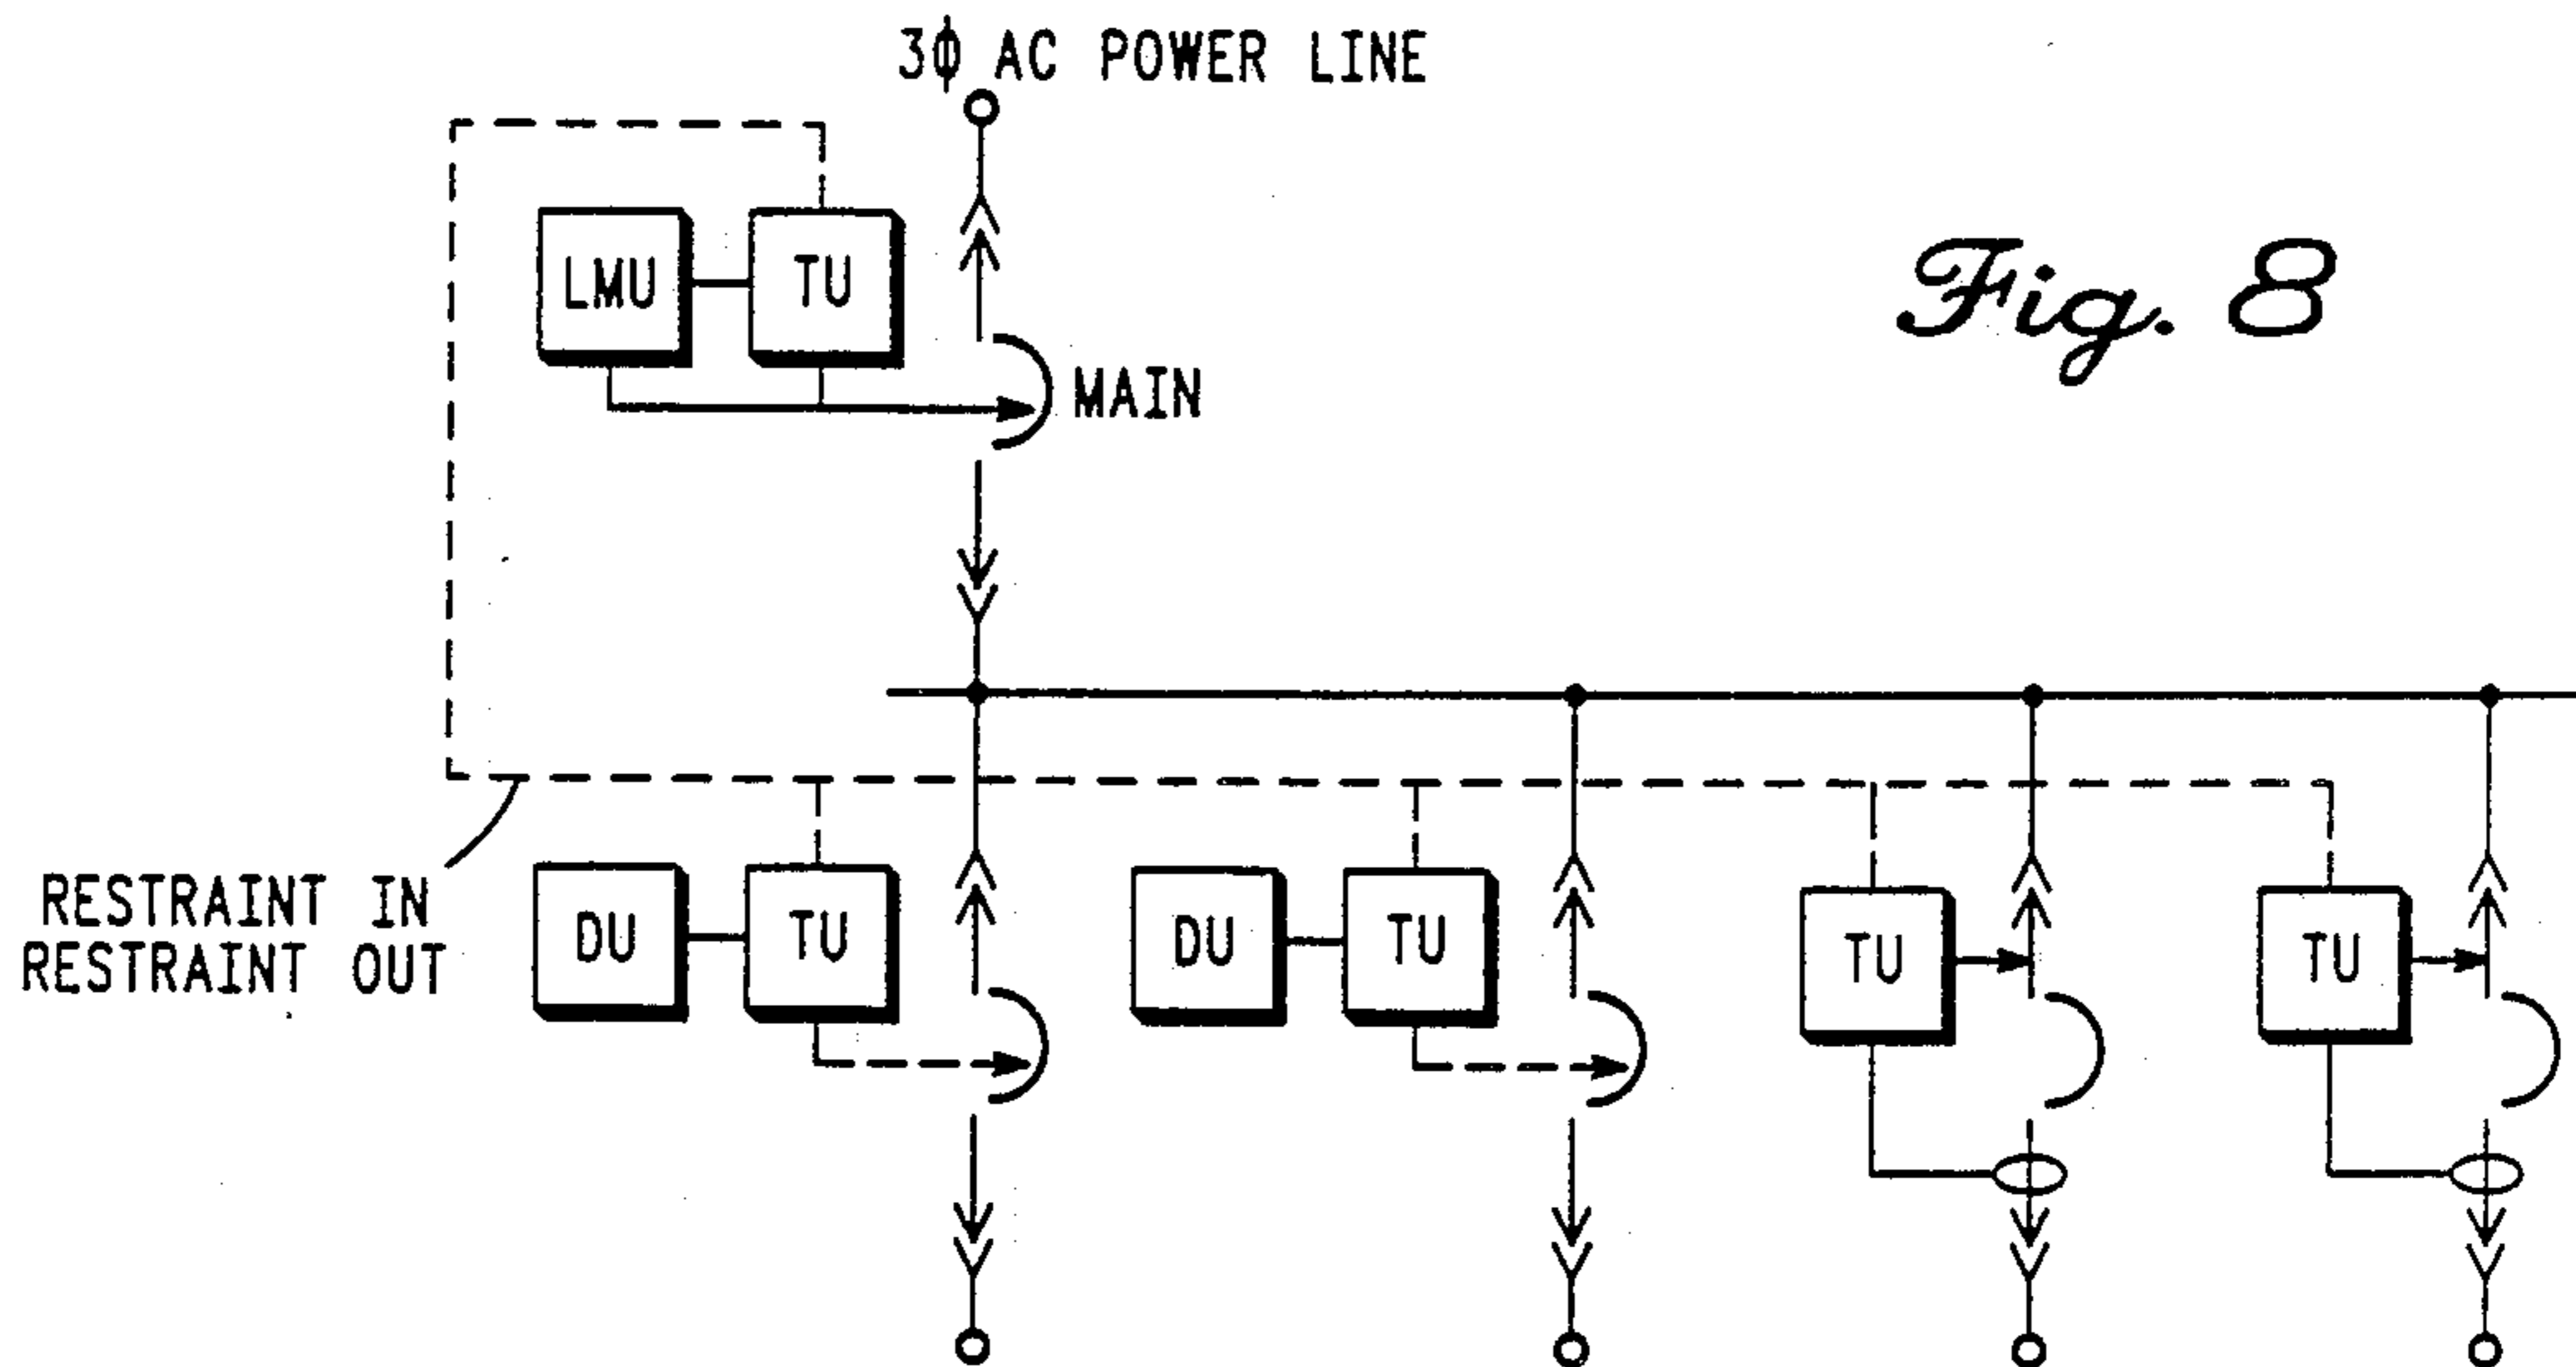 3ϕ AC POWER LINE
Fig. 8
LMU
TU
MAIN
RESTRAINT IN
RESTRAINT OUT
DU
TU
DU
TU
TU
TU